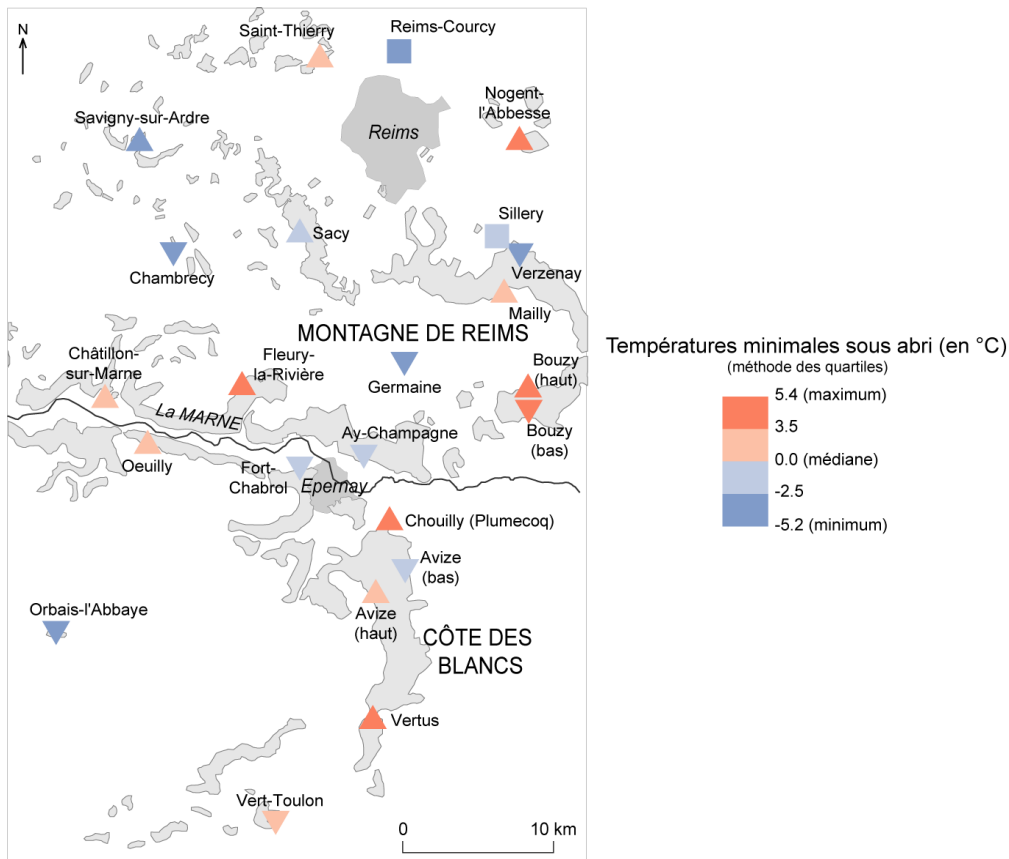 N
Saint-Thierry
Reims-Courcy
Nogent-
l'Abbesse
Savigny-sur-Ardre
Reims
Sillery
Sacy
Chambrecy
Verzenay
Mailly
MONTAGNE DE REIMS
Châtillon-
sur-Marne
Fleury-
la-Rivière
Germaine
Bouzy
(haut)
La MARNE
Ay-Champagne
Bouzy
(bas)
Oeuilly
Fort-
Chabrol
Epernay
Chouilly (Plumecoq)
Avize
(bas)
Orbais-l'Abbaye
Avize
(haut)
CÔTE DES
BLANCS
Vertus
Vert-Toulon
0 10 km
Températures minimales sous abri (en °C)
(méthode des quartiles)
5.4 (maximum)
3.5
0.0 (médiane)
-2.5
-5.2 (minimum)